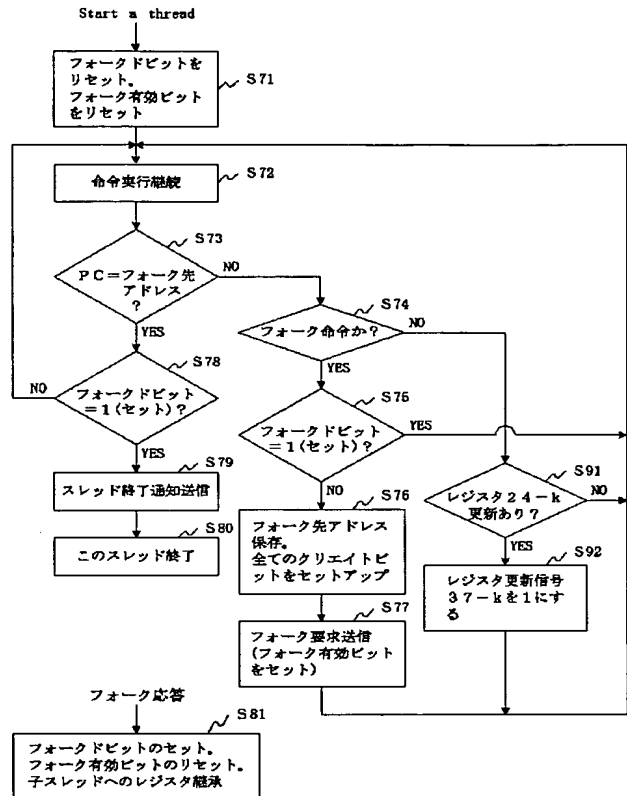 Start a thread
フォークドビットを
リセット。
フォーク有効ビット
をリセット
S71
命令実行継続
S72
PC=フォーク先
アドレス
?
S73
NO
YES
フォーク命令か?
S74
NO
YES
フォークドビット
=1(セット)?
S78
NO
YES
フォークドビット
=1(セット)?
S75
YES
NO
スレッド終了通知送信
S79
このスレッド終了
S80
フォーク先アドレス
保存。
全てのクリエイトビ
ットをセットアップ
S76
フォーク要求送信
(フォーク有効ビット
をセット)
S77
レジスタ24-k
更新あり?
S91
NO
YES
レジスタ更新信号
37-kを1にす
る
S92
フォーク応答
フォークドビットのセット。
フォーク有効ビットのリセット。
子スレッドへのレジスタ継承
S81